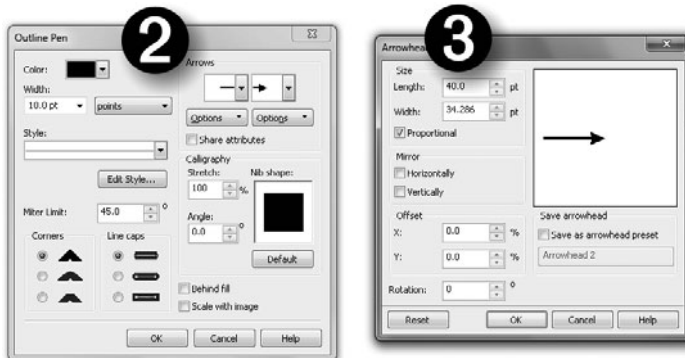 2
Outline Pen
Color:
Width:
10.0 pt
points
Style:
Edit Style...
Miter Limit:
45.0
°
Corners
Line caps
Arrows
Options
Options
Share attributes
Calligraphy
Stretch:
Nib shape:
100
%
Angle:
0.0
°
Default
Behind fill
Scale with image
OK
Cancel
Help
3
Arrowhead
Size
Length:
40.0
pt
Width:
34.286
pt
Proportional
Mirror
Horizontally
Vertically
Offset
X:
0.0
%
Y:
0.0
%
Rotation:
0
°
Save arrowhead
Save as arrowhead preset
Arrowhead 2
Reset
OK
Cancel
Help